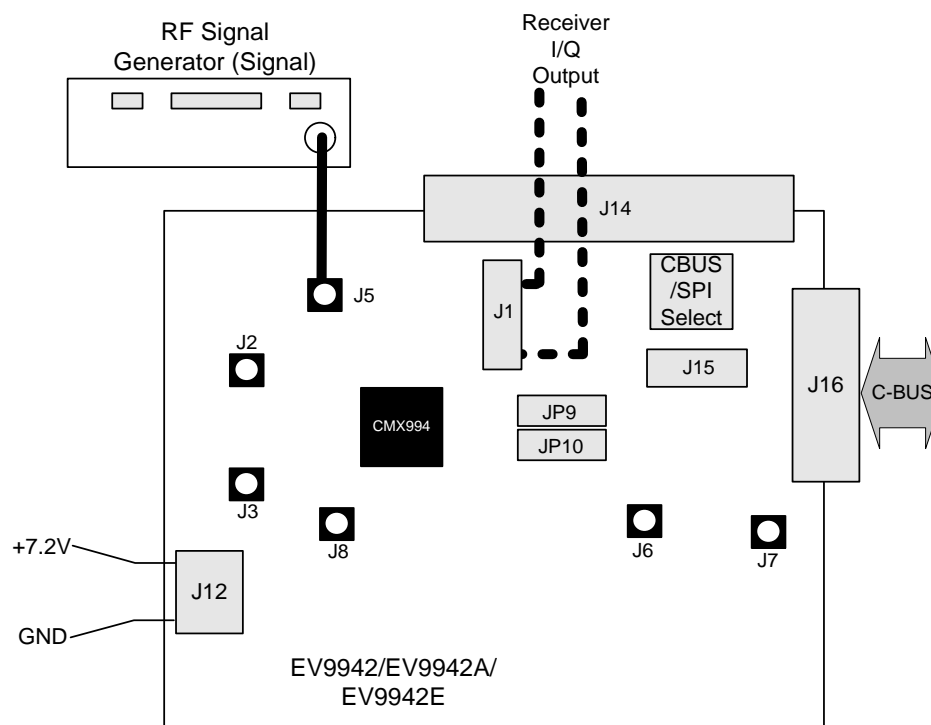 RF Signal
Generator (Signal)
Receiver
I/Q
Output
J14
J5
J1
CBUS
/SPI
Select
J2
J15
J16
C-BUS
CMX994
JP9
JP10
J3
J8
J6
J7
+7.2V
J12
GND
EV9942/EV9942A/
EV9942E